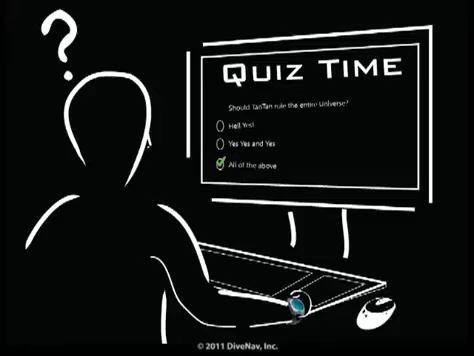 ?
QUIZ TIME
Should TanTan rule the entire Universe?
Hell Yes!
Yes Yes and Yes
All of the above
© 2011 DiveNav, Inc.